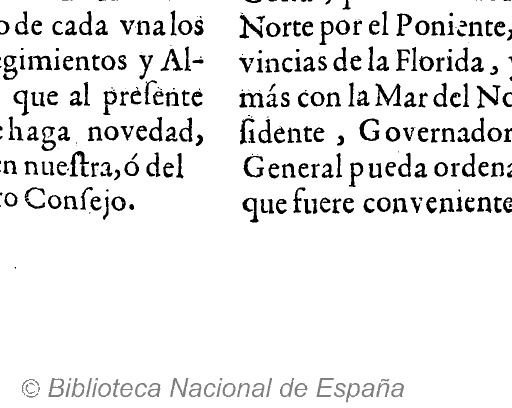 o de cada vna los
egimientos y Al-
que al preſente
e haga novedad,
en nueſtra, ó del
ro Conſejo.
Norte por el Poniente,
vincias de la Florida,
más con la Mar del No
ſidente, Governador
General pueda ordena
que fuere conveniente
© Biblioteca Nacional de España